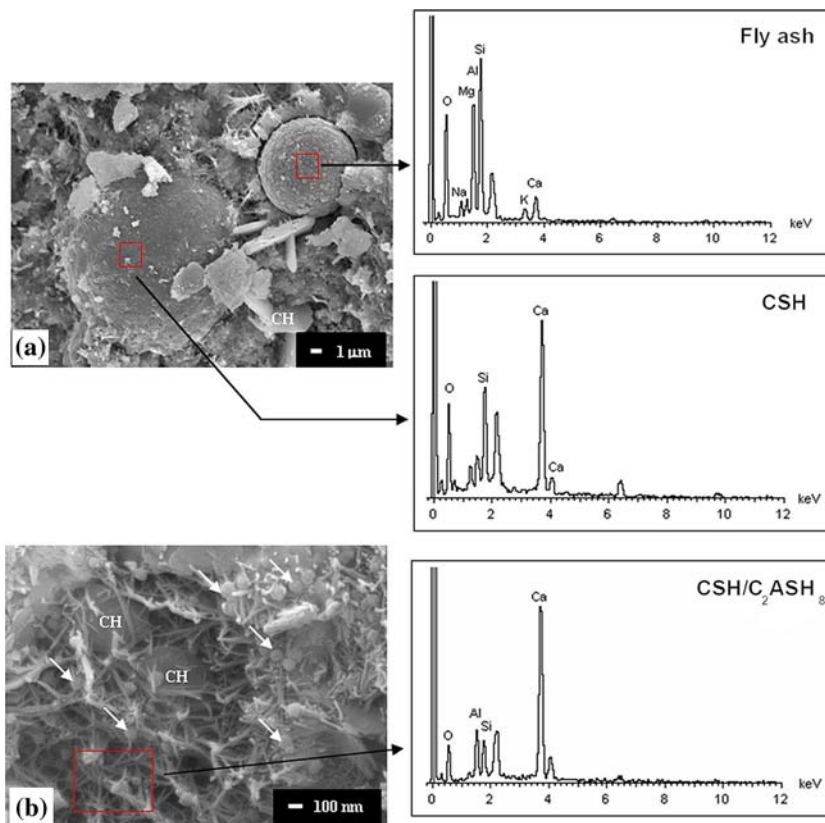 Fly ash
Si
Al
Mg
O
Na
K
Ca
0 2 4 6 8 10 12
keV
(a)
CH
1 µm
CSH
Ca
Si
O
Ca
0 2 4 6 8 10 12
keV
CH
CH
(b)
100 nm
CSH/C₂ASH₈
Ca
Al
Si
O
0 2 4 6 8 10 12
keV